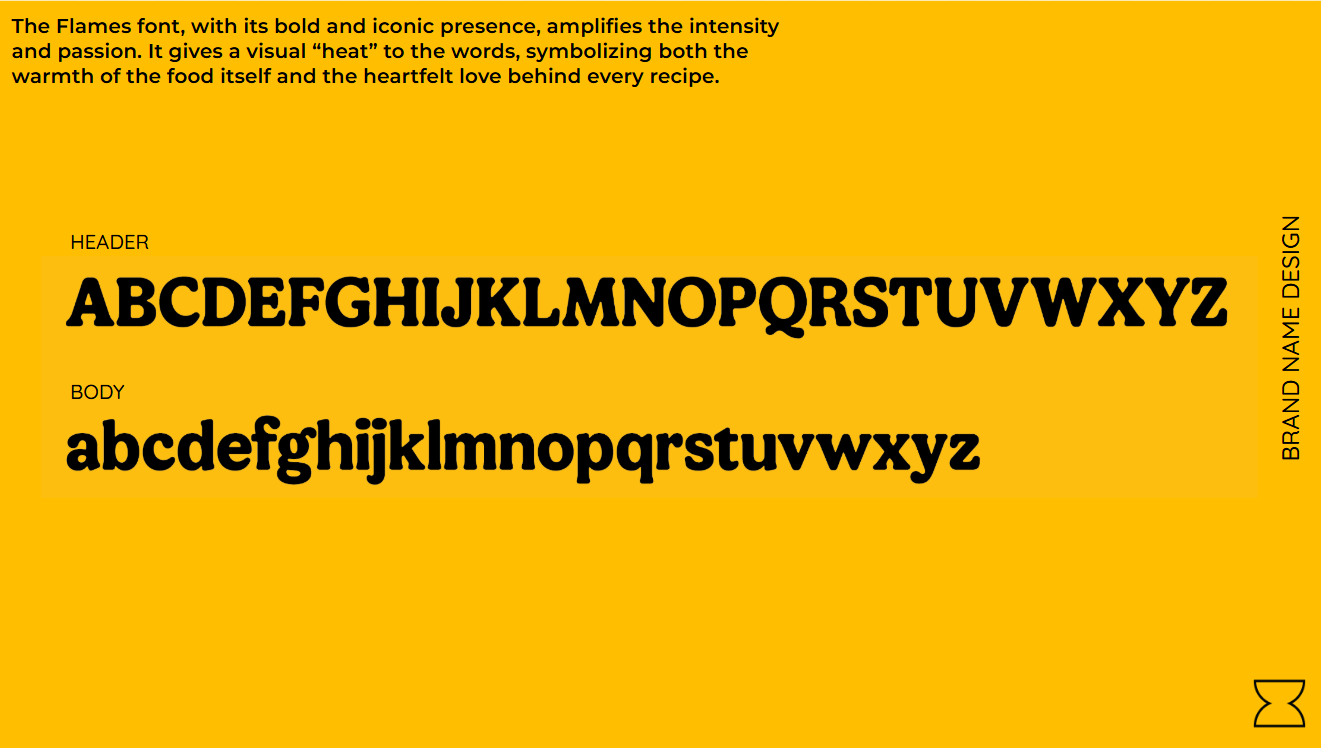 The Flames font, with its bold and iconic presence, amplifies the intensity
and passion. It gives a visual “heat” to the words, symbolizing both the
warmth of the food itself and the heartfelt love behind every recipe.
HEADER
ABCDEFGHIJKLMNOPQRSTUVWXYZ
BODY
abcdefghijklmnopqrstuvwxyz
BRAND NAME DESIGN